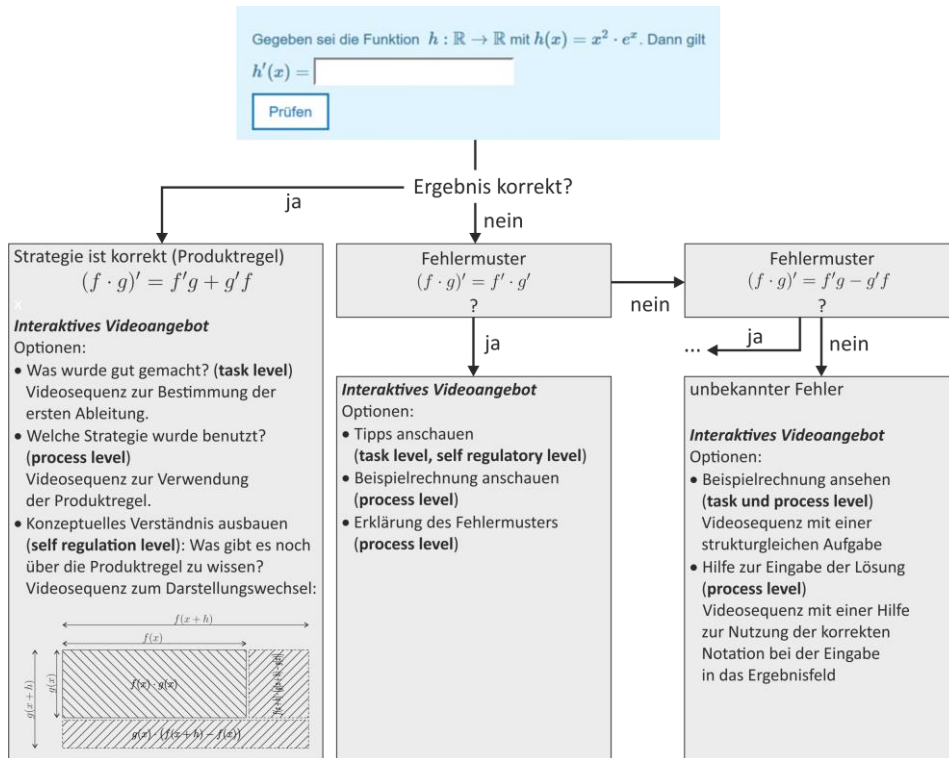 Gegeben sei die Funktion h : ℝ → ℝ mit h(x) = x² · eˣ. Dann gilt
h′(x) =
Prüfen
Ergebnis korrekt?
ja
nein
Strategie ist korrekt (Produktregel)
(f · g)′ = f′g + g′f
x
Interaktives Videoangebot
Optionen:
• Was wurde gut gemacht? (task level)
Videosequenz zur Bestimmung der
ersten Ableitung.
• Welche Strategie wurde benutzt?
(process level)
Videosequenz zur Verwendung
der Produktregel.
• Konzeptuelles Verständnis ausbauen
(self regulation level): Was gibt es noch
über die Produktregel zu wissen?
Videosequenz zum Darstellungswechsel:
f(x + h)
f(x)
g(x + h)
g(x)
f(x) · g(x)
g(x) · (f(x + h) − f(x))
Fehlermuster
(f · g)′ = f′ · g′
?
nein
ja
Interaktives Videoangebot
Optionen:
• Tipps anschauen
(task level, self regulatory level)
• Beispielrechnung anschauen
(process level)
• Erklärung des Fehlermusters
(process level)
Fehlermuster
(f · g)′ = f′g − g′f
?
ja
...
nein
unbekannter Fehler
Interaktives Videoangebot
Optionen:
• Beispielrechnung ansehen
(task und process level)
Videosequenz mit einer
strukturgleichen Aufgabe
• Hilfe zur Eingabe der Lösung
(process level)
Videosequenz mit einer Hilfe
zur Nutzung der korrekten
Notation bei der Eingabe
in das Ergebnisfeld